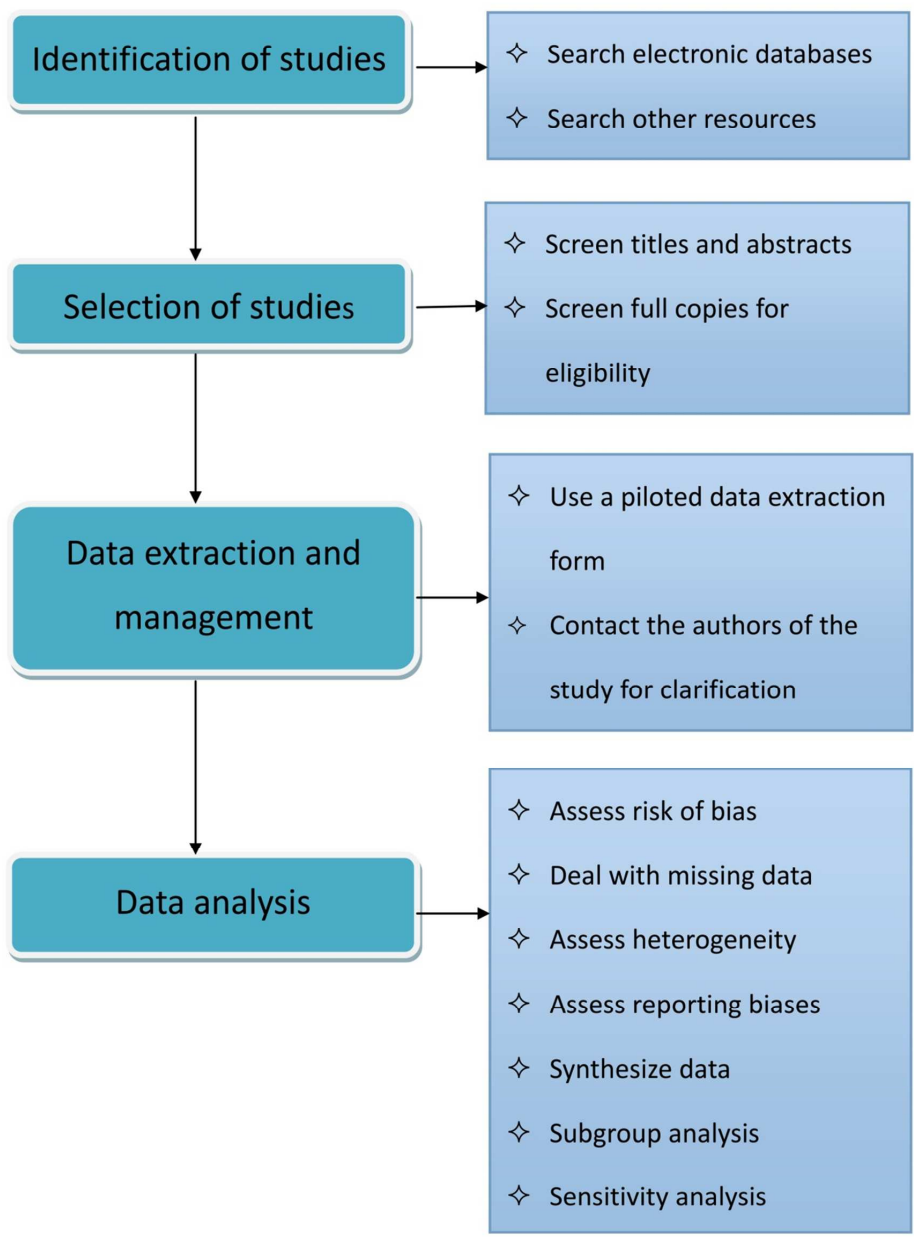 Identification of studies
✧ Search electronic databases
✧ Search other resources
Selection of studies
✧ Screen titles and abstracts
✧ Screen full copies for
eligibility
Data extraction and
management
✧ Use a piloted data extraction
form
✧ Contact the authors of the
study for clarification
Data analysis
✧ Assess risk of bias
✧ Deal with missing data
✧ Assess heterogeneity
✧ Assess reporting biases
✧ Synthesize data
✧ Subgroup analysis
✧ Sensitivity analysis